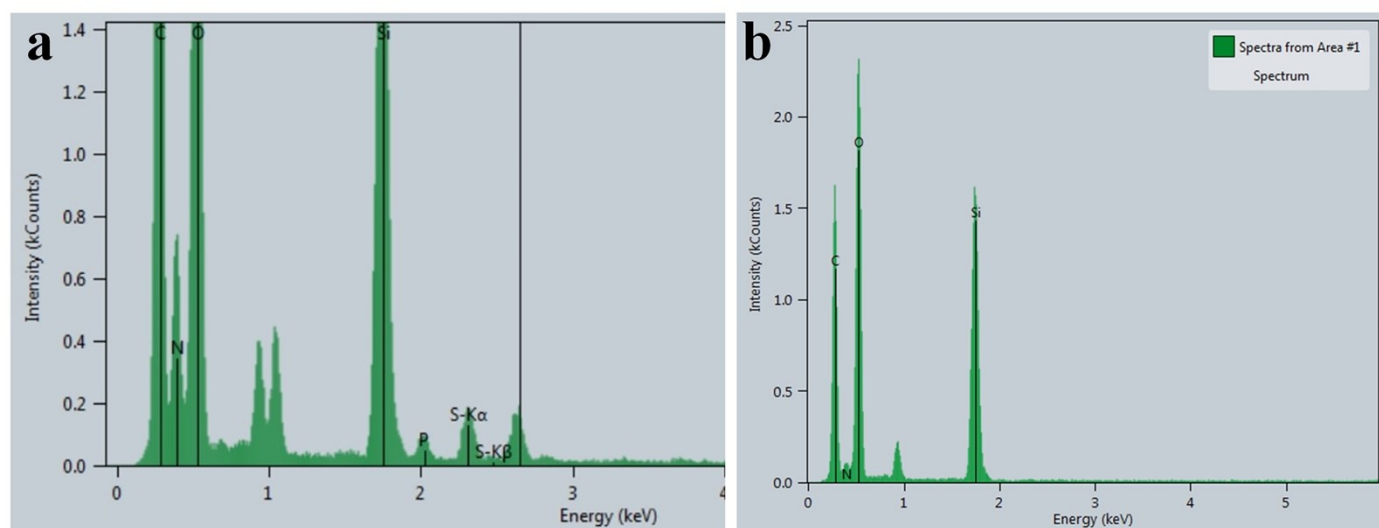 a
1.4
1.2
1.0
0.8
0.6
0.4
0.2
0.0
Intensity (kCounts)
C
O
Si
N
P
S-Kα
S-Kβ
0 1 2 3 4
Energy (keV)
b
2.5
2.0
1.5
1.0
0.5
0.0
Intensity (kCounts)
Spectra from Area #1
Spectrum
O
Si
C
N
0 1 2 3 4 5
Energy (keV)